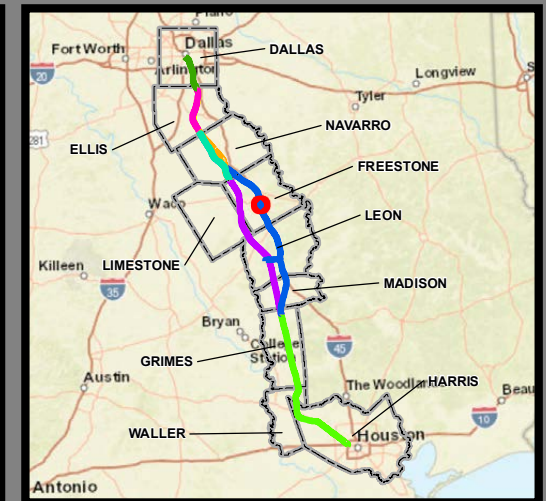 Plano
Fort Worth
Dallas
DALLAS
Arlington
20
Longview
Tyler
NAVARRO
281
ELLIS
FREESTONE
Waco
LEON
Killeen
LIMESTONE
MADISON
35
Bryan
College
Station
45
GRIMES
Austin
The Woodlan
HARRIS
Beau
10
WALLER
Houston
Antonio